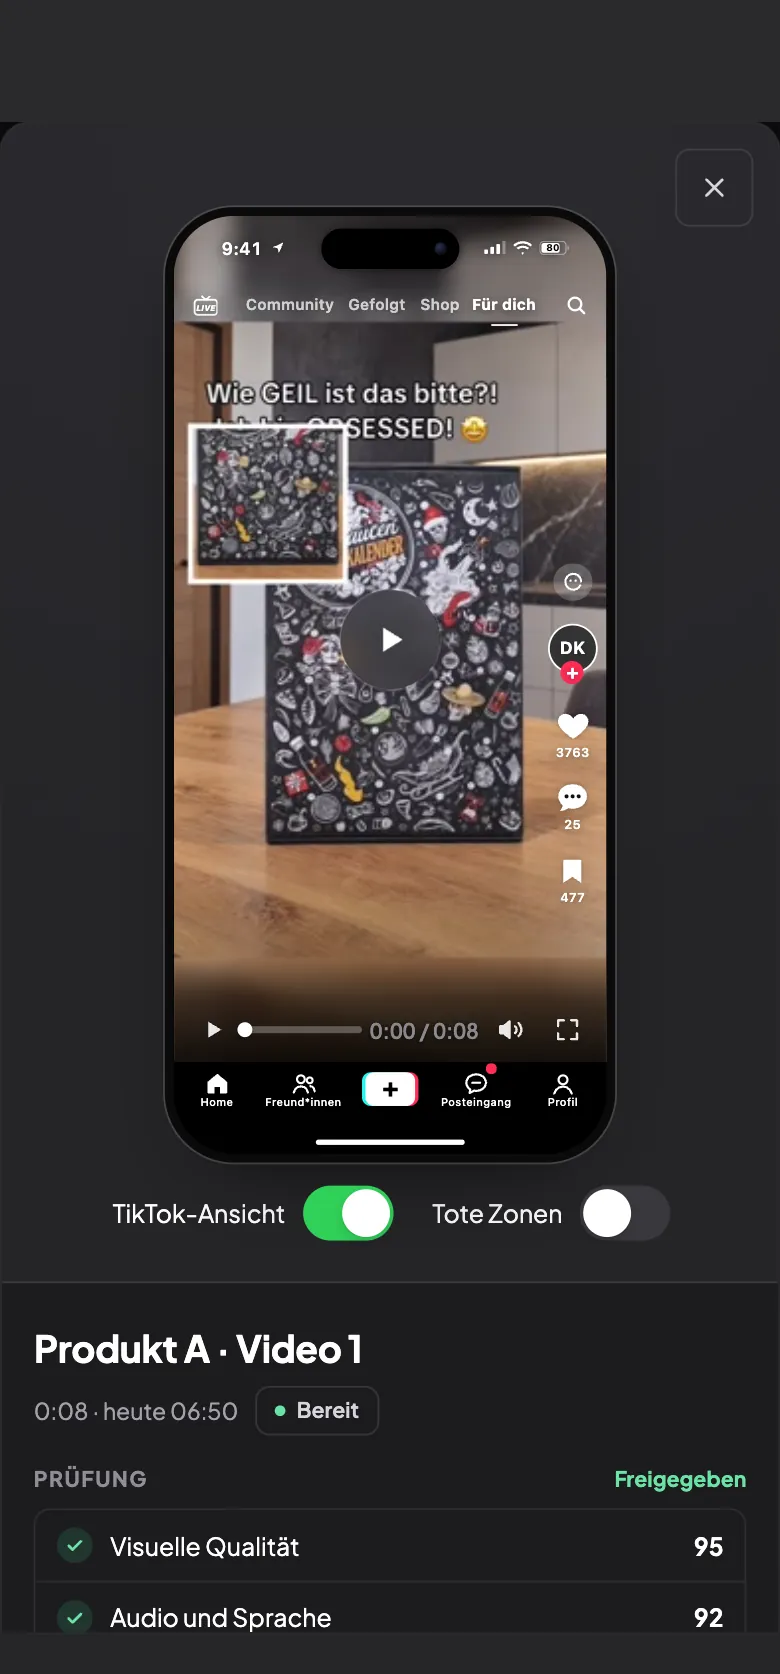 9:41
80
LIVE
Community Gefolgt Shop Für dich
Wie GEIL ist das bitte?!
OBSESSED! 🤩
KALENDER
DK
3763
25
477
0:00 / 0:08
Home Freund*innen Posteingang Profil
TikTok-Ansicht Tote Zonen
Produkt A · Video 1
0:08 · heute 06:50 Bereit
PRÜFUNG Freigegeben
Visuelle Qualität 95
Audio und Sprache 92